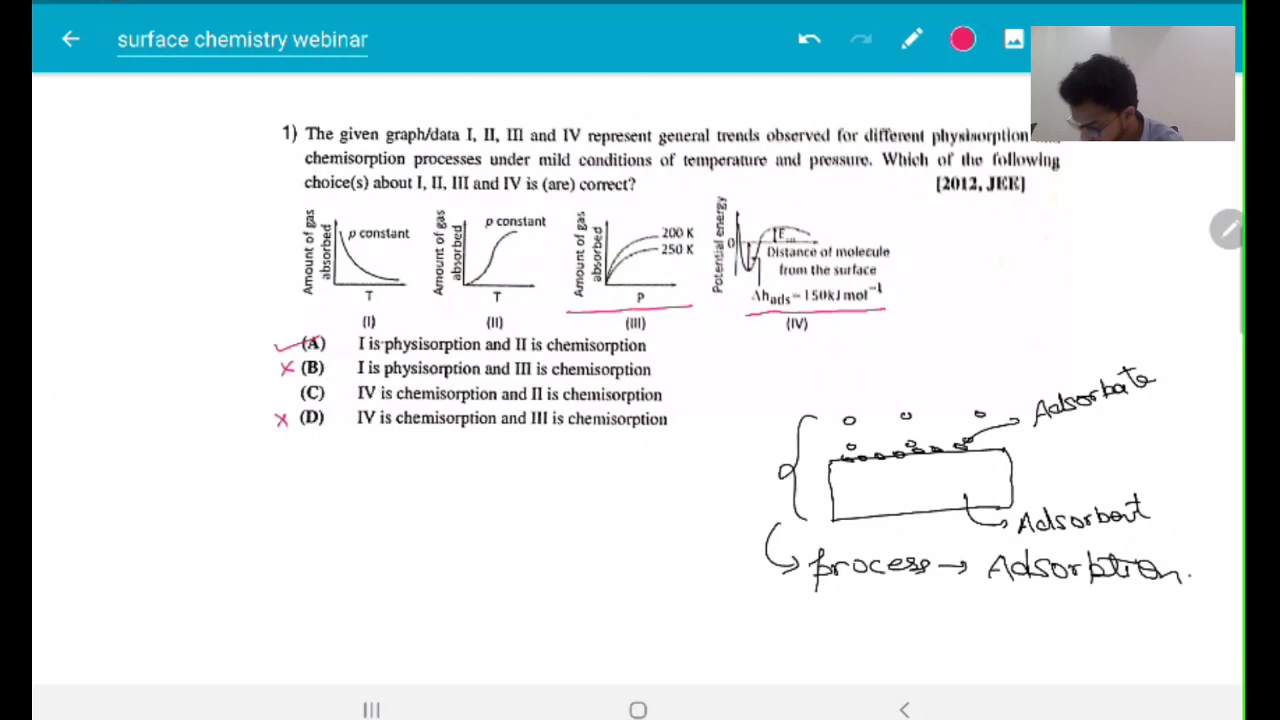 surface chemistry webinar
1) The given graph/data I, II, III and IV represent general trends observed for different physisorption
chemisorption processes under mild conditions of temperature and pressure. Which of the following
choice(s) about I, II, III and IV is (are) correct? [2012, JEE]
Amount of gas absorbed
p constant
T
(I)
Amount of gas absorbed
p constant
T
(II)
Amount of gas absorbed
200 K
250 K
P
(III)
Potential energy
0
Distance of molecule
from the surface
Δhads - 150kJ mol⁻¹
(IV)
(A) I is physisorption and II is chemisorption
(B) I is physisorption and III is chemisorption
(C) IV is chemisorption and II is chemisorption
(D) IV is chemisorption and III is chemisorption
Adsorbate
Adsorbent
process → Adsorption.